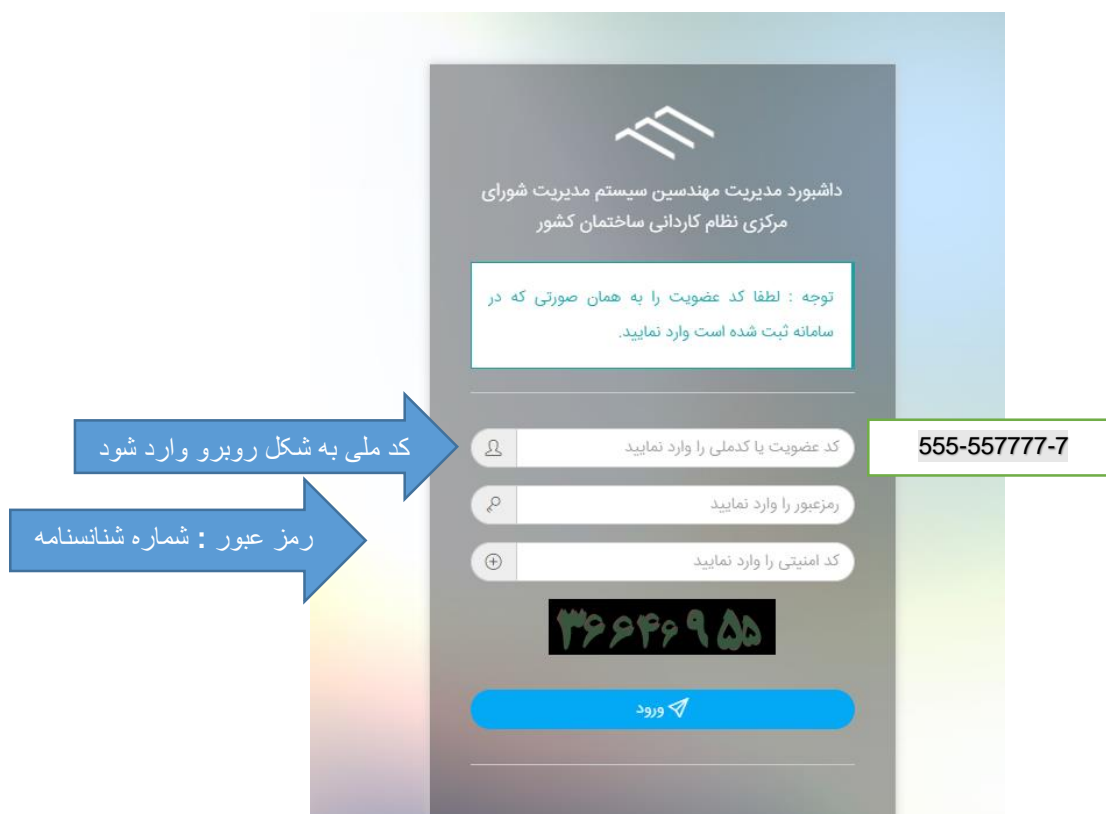 داشبورد مدیریت مهندسین سیستم مدیریت شورای
مرکزی نظام کاردانی ساختمان کشور
توجه : لطفا کد عضویت را به همان صورتی که در
سامانه ثبت شده است وارد نمایید.
کد ملی به شکل روبرو وارد شود
کد عضویت یا کدملی را وارد نمایید
555-557777-7
رمز عبور : شماره شنانسنامه
رمزعبور را وارد نمایید
کد امنیتی را وارد نمایید
۳۶۶۴۶۹۵۵
ورود